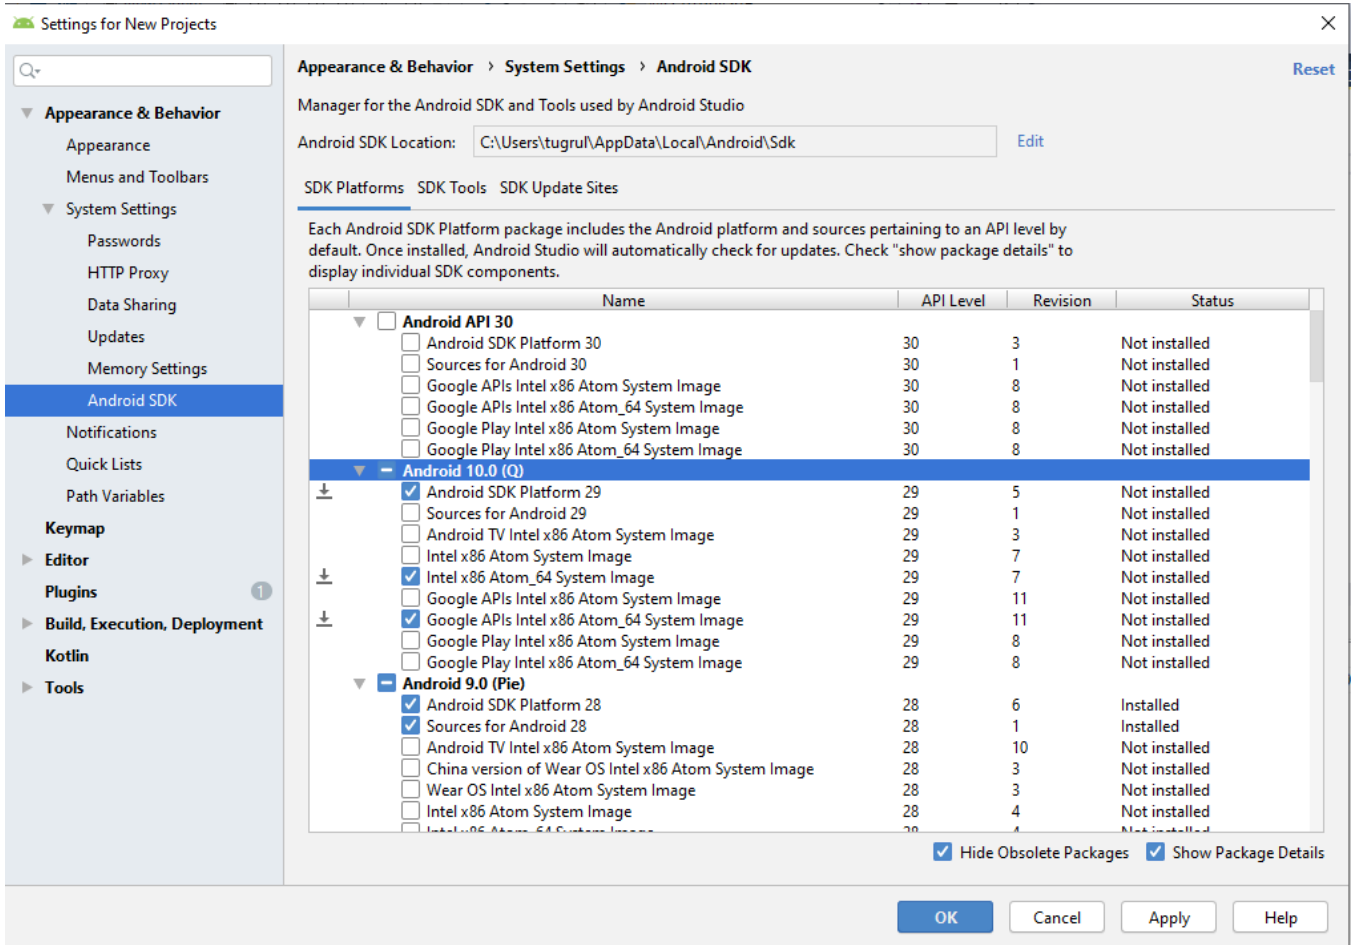 Settings for New Projects
Appearance & Behavior
Appearance
Menus and Toolbars
System Settings
Passwords
HTTP Proxy
Data Sharing
Updates
Memory Settings
Android SDK
Notifications
Quick Lists
Path Variables
Keymap
Editor
Plugins 1
Build, Execution, Deployment
Kotlin
Tools
Appearance & Behavior › System Settings › Android SDK
Reset
Manager for the Android SDK and Tools used by Android Studio
Android SDK Location: C:\Users\tugrul\AppData\Local\Android\Sdk Edit
SDK Platforms SDK Tools SDK Update Sites
Each Android SDK Platform package includes the Android platform and sources pertaining to an API level by
default. Once installed, Android Studio will automatically check for updates. Check "show package details" to
display individual SDK components.
Name API Level Revision Status
Android API 30
Android SDK Platform 30 30 3 Not installed
Sources for Android 30 30 1 Not installed
Google APIs Intel x86 Atom System Image 30 8 Not installed
Google APIs Intel x86 Atom_64 System Image 30 8 Not installed
Google Play Intel x86 Atom System Image 30 8 Not installed
Google Play Intel x86 Atom_64 System Image 30 8 Not installed
Android 10.0 (Q)
Android SDK Platform 29 29 5 Not installed
Sources for Android 29 29 1 Not installed
Android TV Intel x86 Atom System Image 29 3 Not installed
Intel x86 Atom System Image 29 7 Not installed
Intel x86 Atom_64 System Image 29 7 Not installed
Google APIs Intel x86 Atom System Image 29 11 Not installed
Google APIs Intel x86 Atom_64 System Image 29 11 Not installed
Google Play Intel x86 Atom System Image 29 8 Not installed
Google Play Intel x86 Atom_64 System Image 29 8 Not installed
Android 9.0 (Pie)
Android SDK Platform 28 28 6 Installed
Sources for Android 28 28 1 Installed
Android TV Intel x86 Atom System Image 28 10 Not installed
China version of Wear OS Intel x86 Atom System Image 28 3 Not installed
Wear OS Intel x86 Atom System Image 28 3 Not installed
Intel x86 Atom System Image 28 4 Not installed
Intel x86 Atom_64 System Image 28 4 Not installed
Hide Obsolete Packages Show Package Details
OK Cancel Apply Help